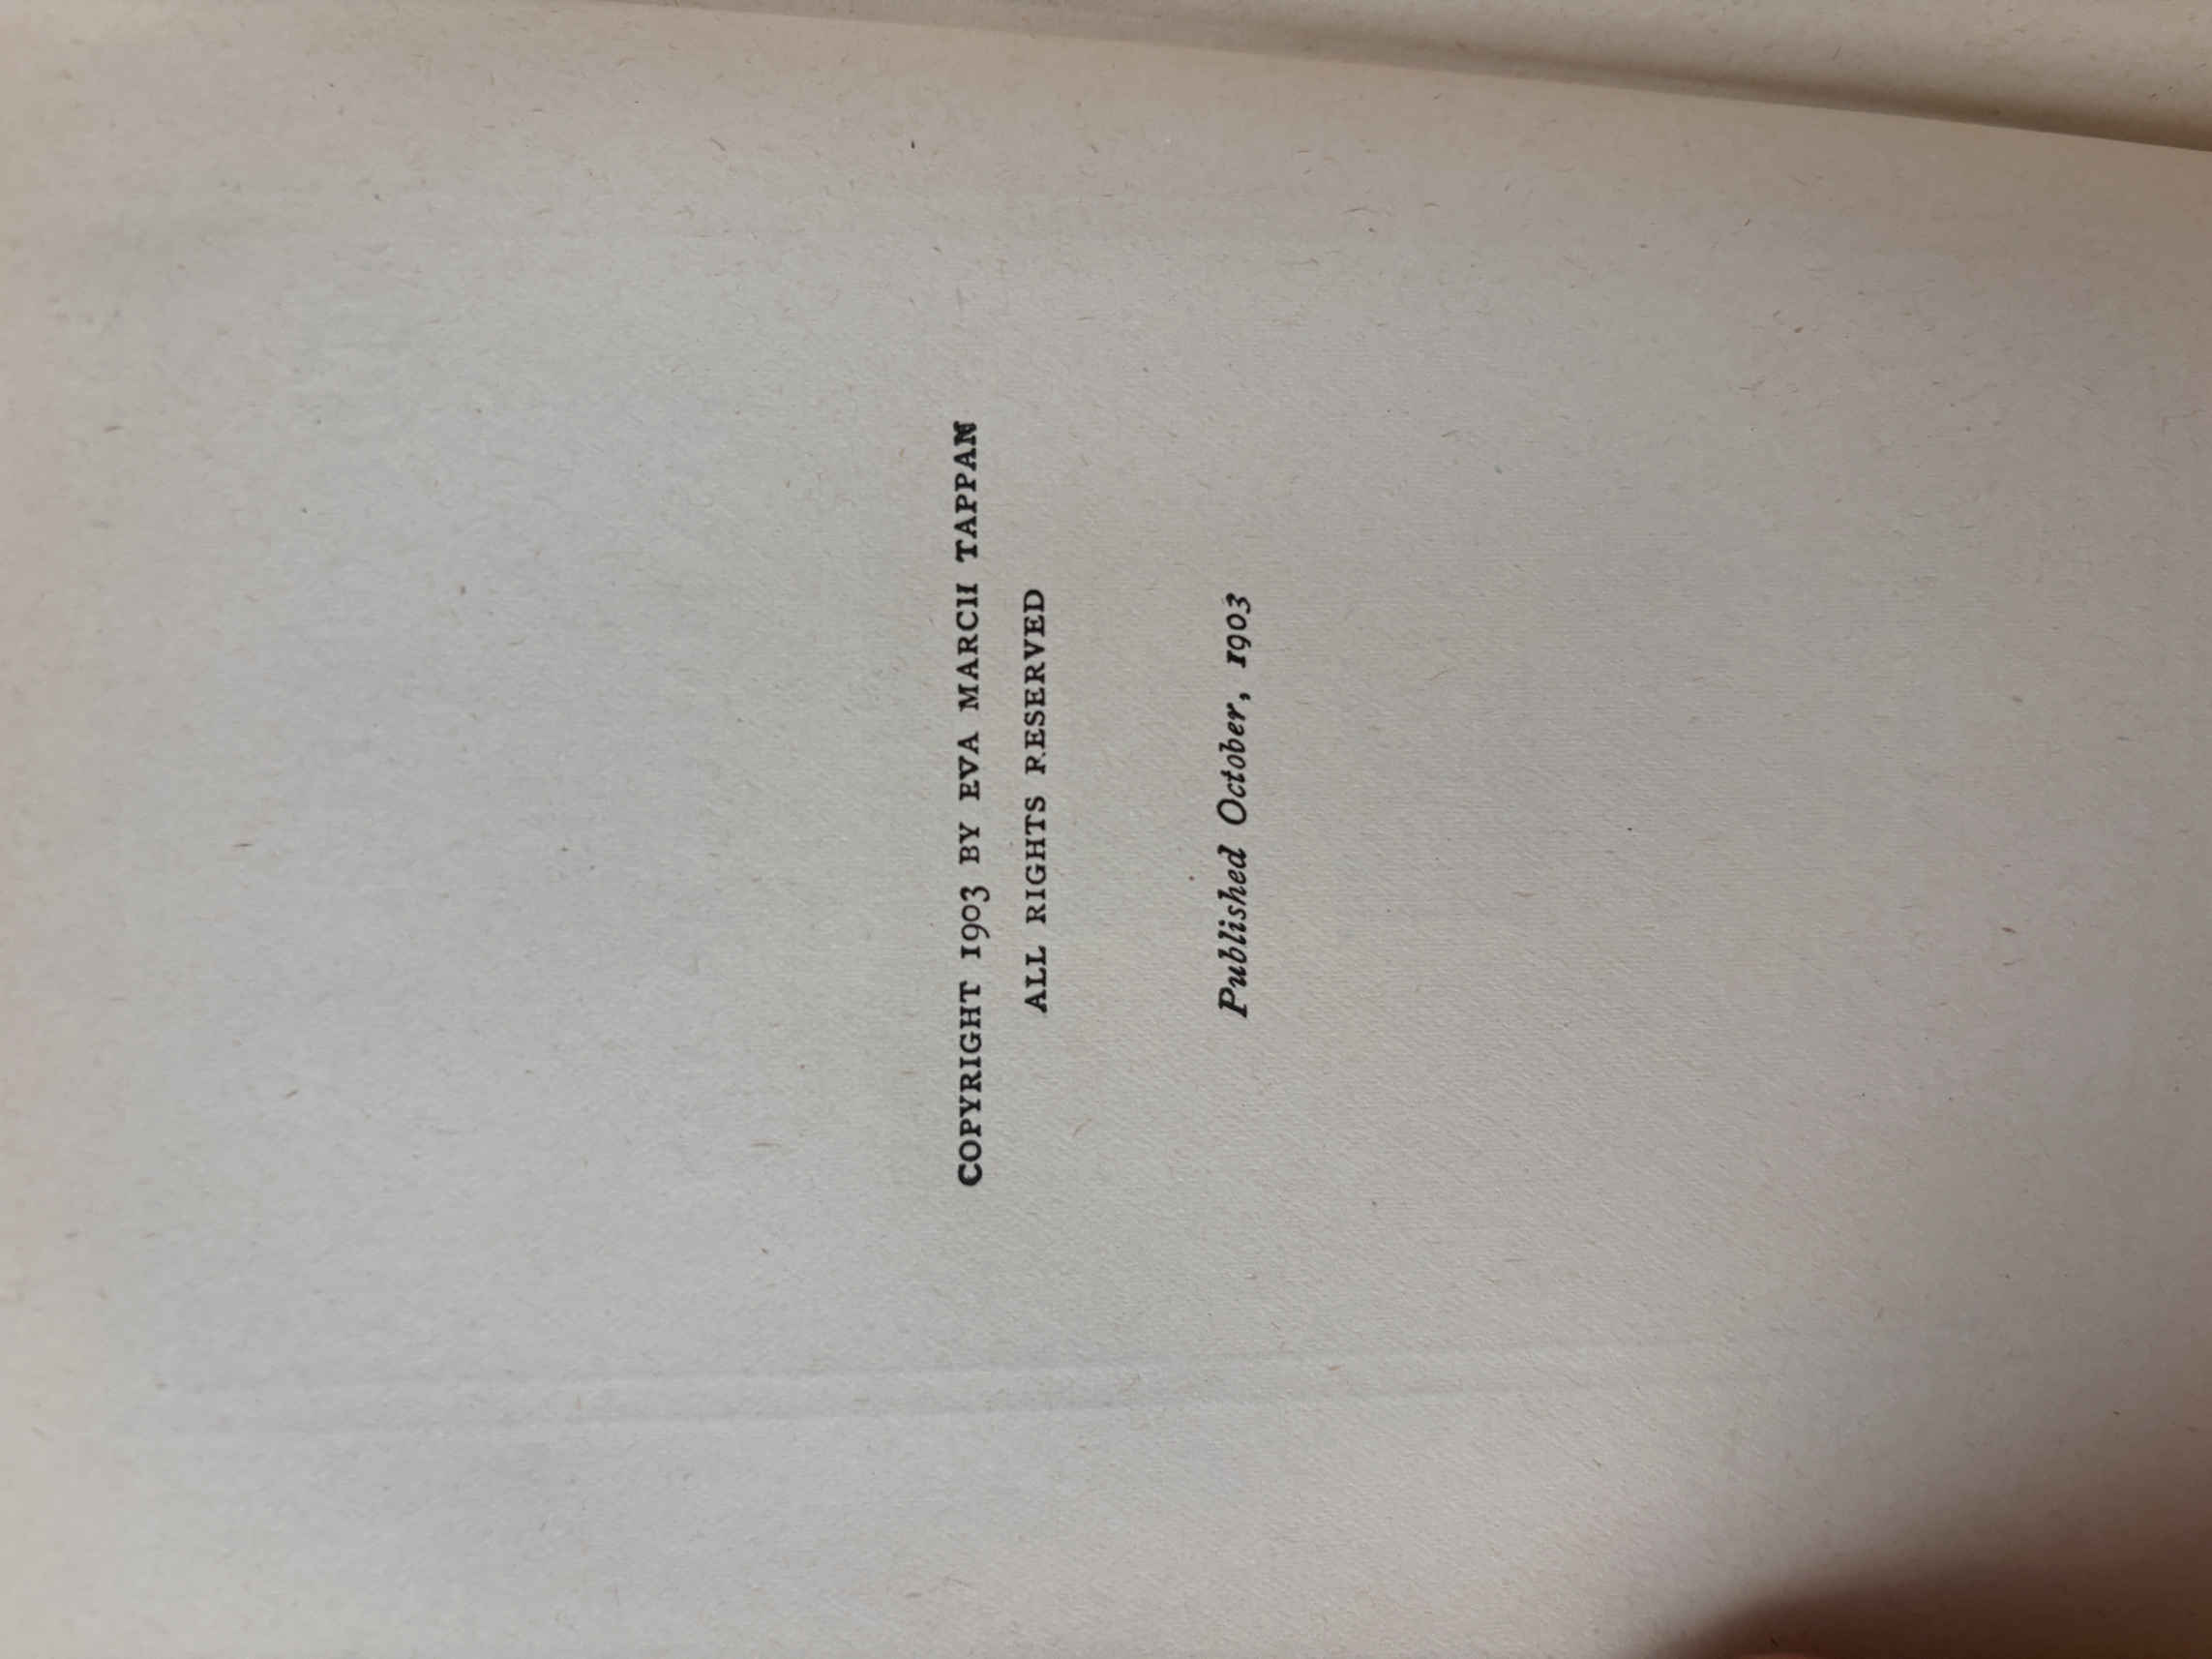 COPYRIGHT 1903 BY EVA MARCH TAPPAN
ALL RIGHTS RESERVED
Published October, 1903